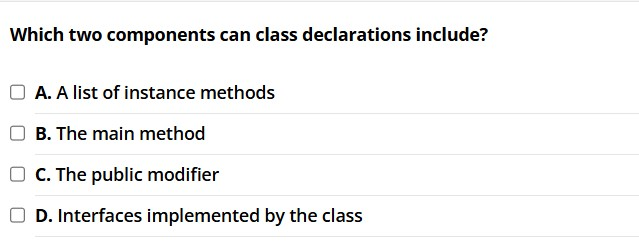 Which two components can class declarations include?
A. A list of instance methods
B. The main method
C. The public modifier
D. Interfaces implemented by the class